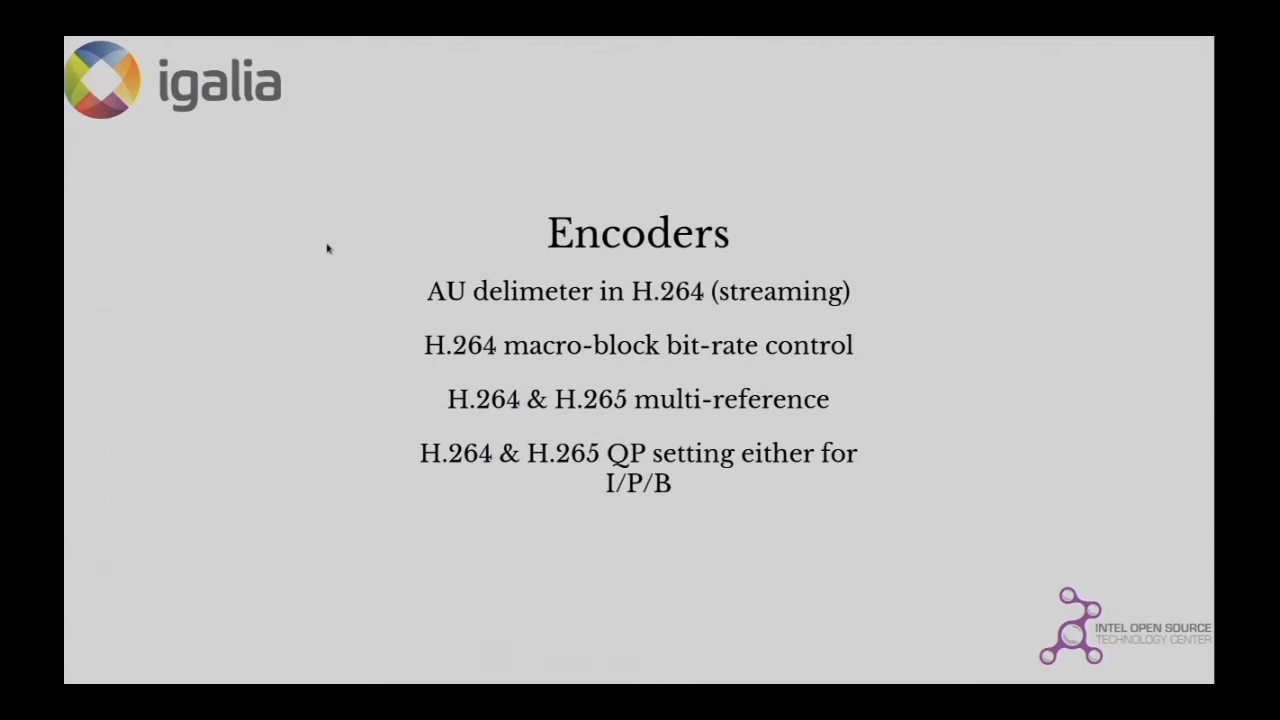 igalia
Encoders
AU delimeter in H.264 (streaming)
H.264 macro-block bit-rate control
H.264 & H.265 multi-reference
H.264 & H.265 QP setting either for
I/P/B
INTEL OPEN SOURCE
TECHNOLOGY CENTER